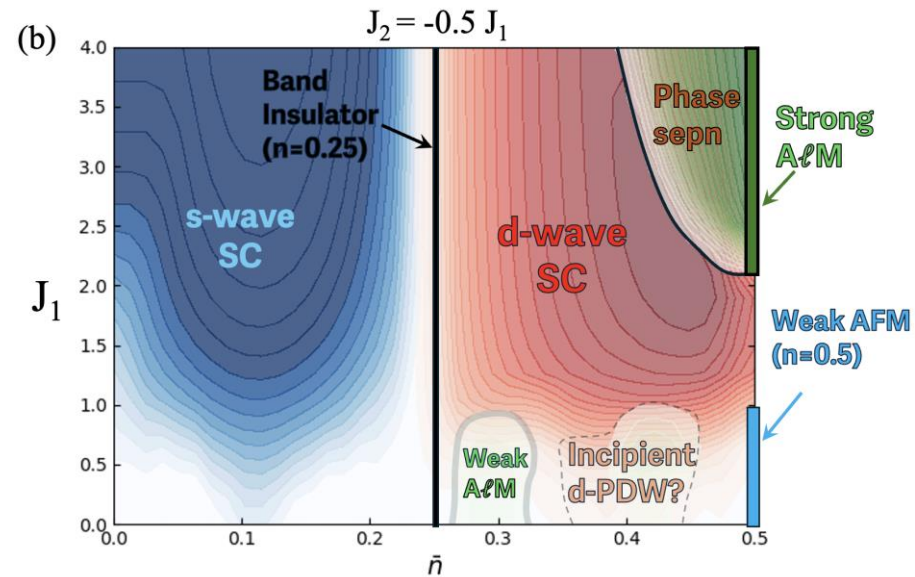 J₂ = -0.5 J₁
(b)
4.0
3.5
3.0
2.5
2.0
1.5
1.0
0.5
0.0
J₁
Band
Insulator
(n=0.25)
s-wave
SC
d-wave
SC
Phase
sepn
Strong
AℓM
Weak AFM
(n=0.5)
Weak
AℓM
Incipient
d-PDW?
0.0 0.1 0.2 0.3 0.4 0.5
n̄